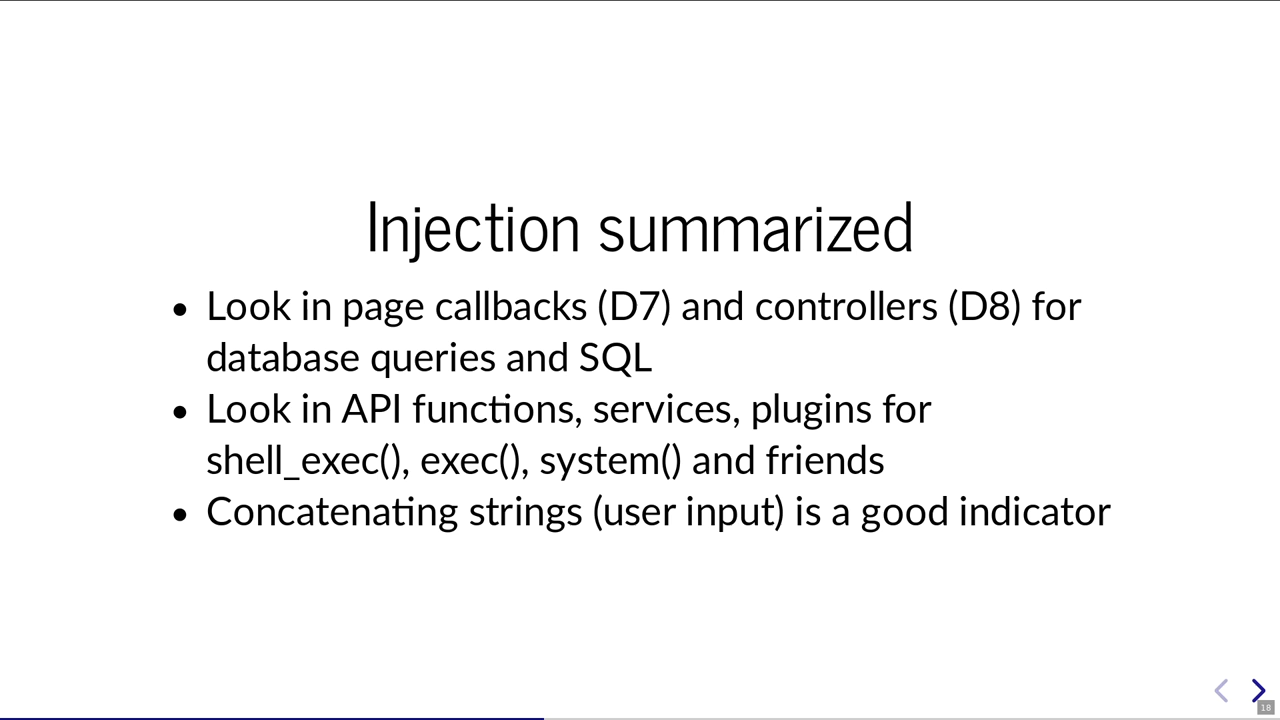 Injection summarized
• Look in page callbacks (D7) and controllers (D8) for
database queries and SQL
• Look in API functions, services, plugins for
shell_exec(), exec(), system() and friends
• Concatenating strings (user input) is a good indicator
18